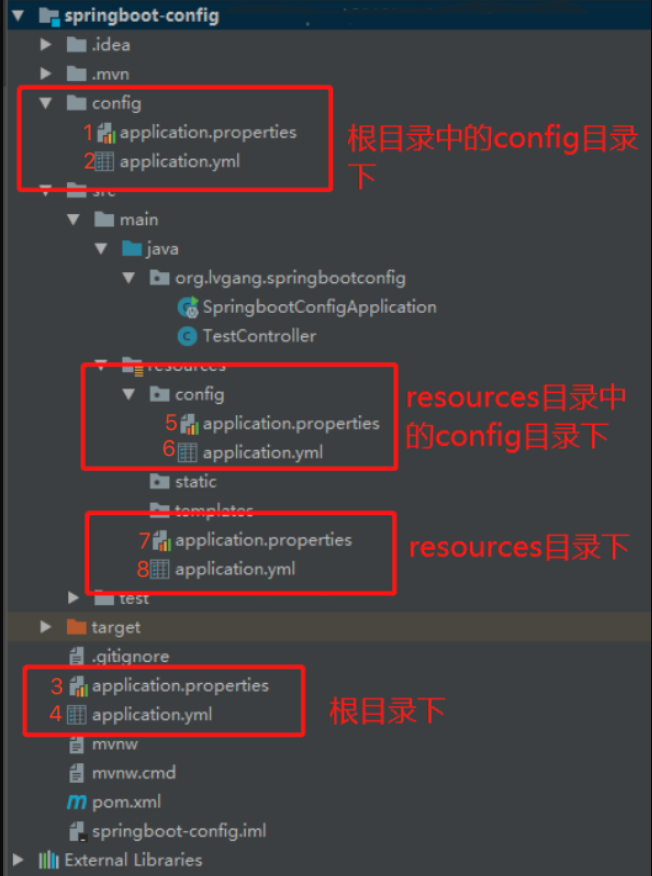 springboot-config
.idea
.mvn
config
1 application.properties
2 application.yml
根目录中的config目录
下
src
main
java
org.lvgang.springbootconfig
SpringbootConfigApplication
TestController
resources
config
5 application.properties
6 application.yml
resources目录中
的config目录下
static
templates
7 application.properties
8 application.yml
resources目录下
test
target
.gitignore
3 application.properties
4 application.yml
根目录下
mvnw
mvnw.cmd
pom.xml
springboot-config.iml
External Libraries